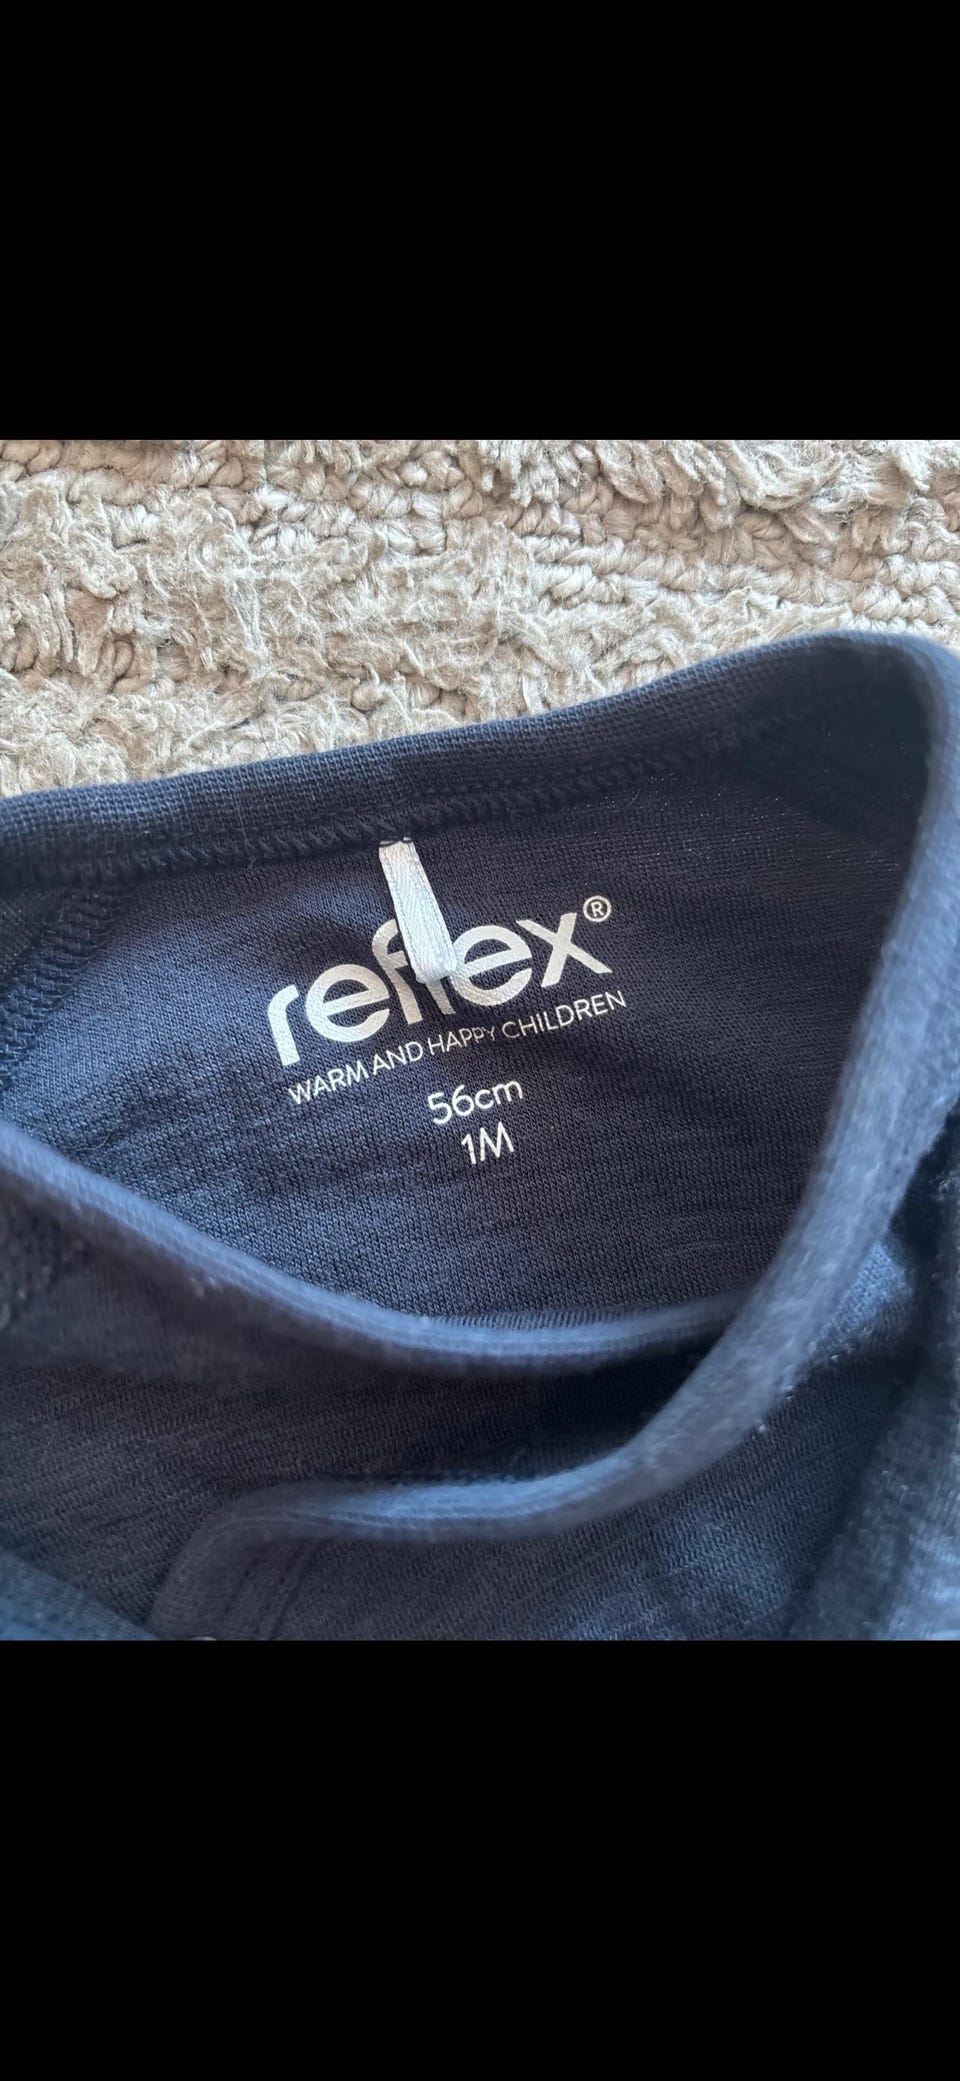 reflex®
WARM AND HAPPY CHILDREN
56cm
1M